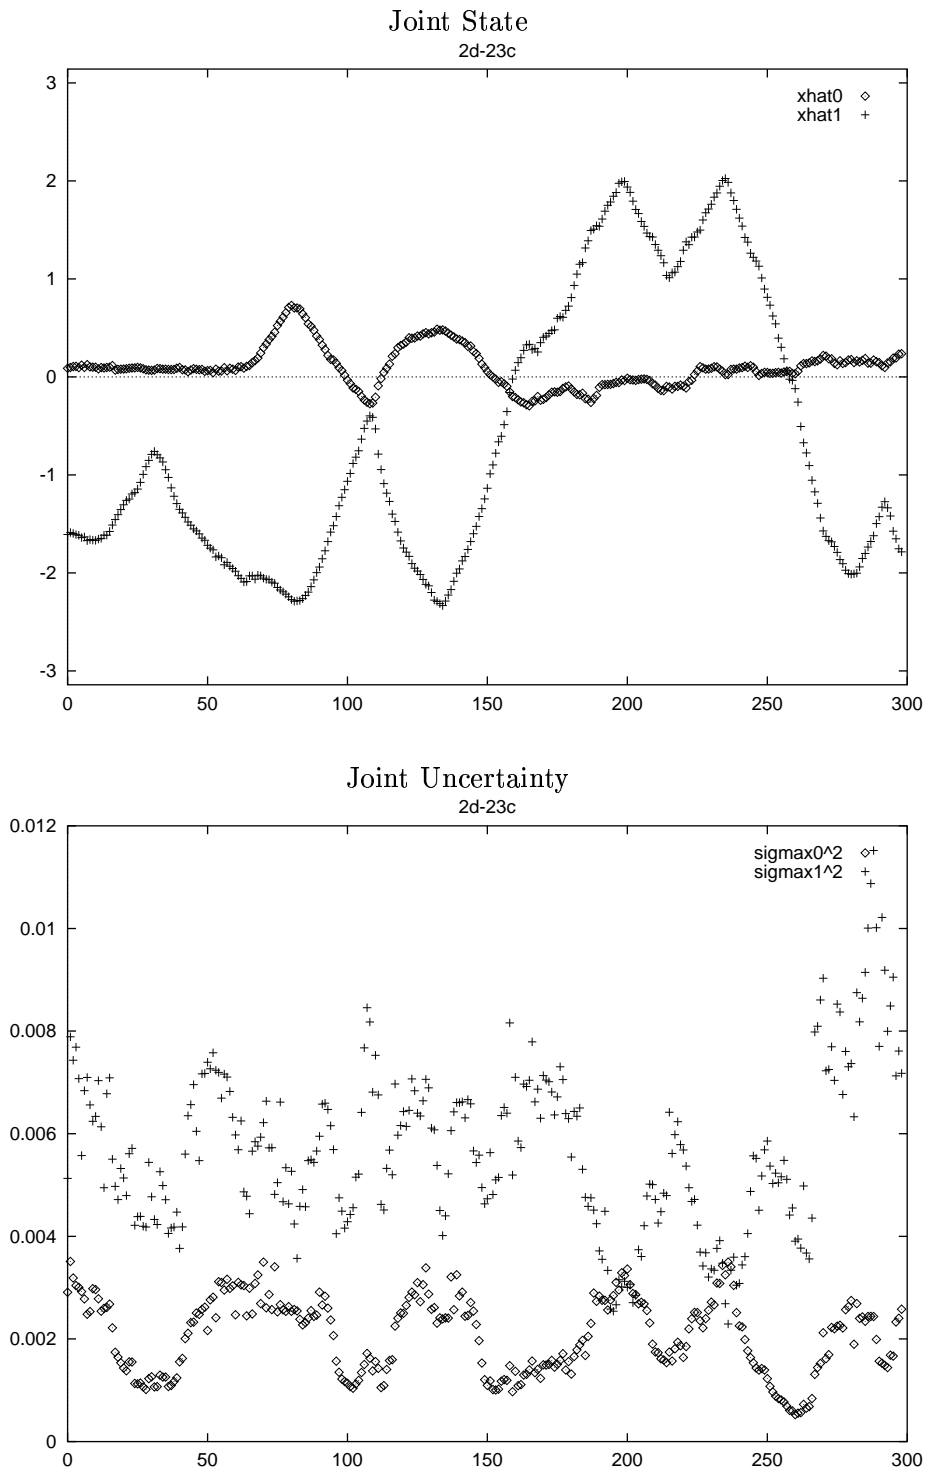 Joint State
2d-23c
3
xhat0
xhat1
2
1
0
-1
-2
-3
0 50 100 150 200 250 300
Joint Uncertainty
2d-23c
0.012
sigmax0^2
sigmax1^2
0.01
0.008
0.006
0.004
0.002
0
0 50 100 150 200 250 300